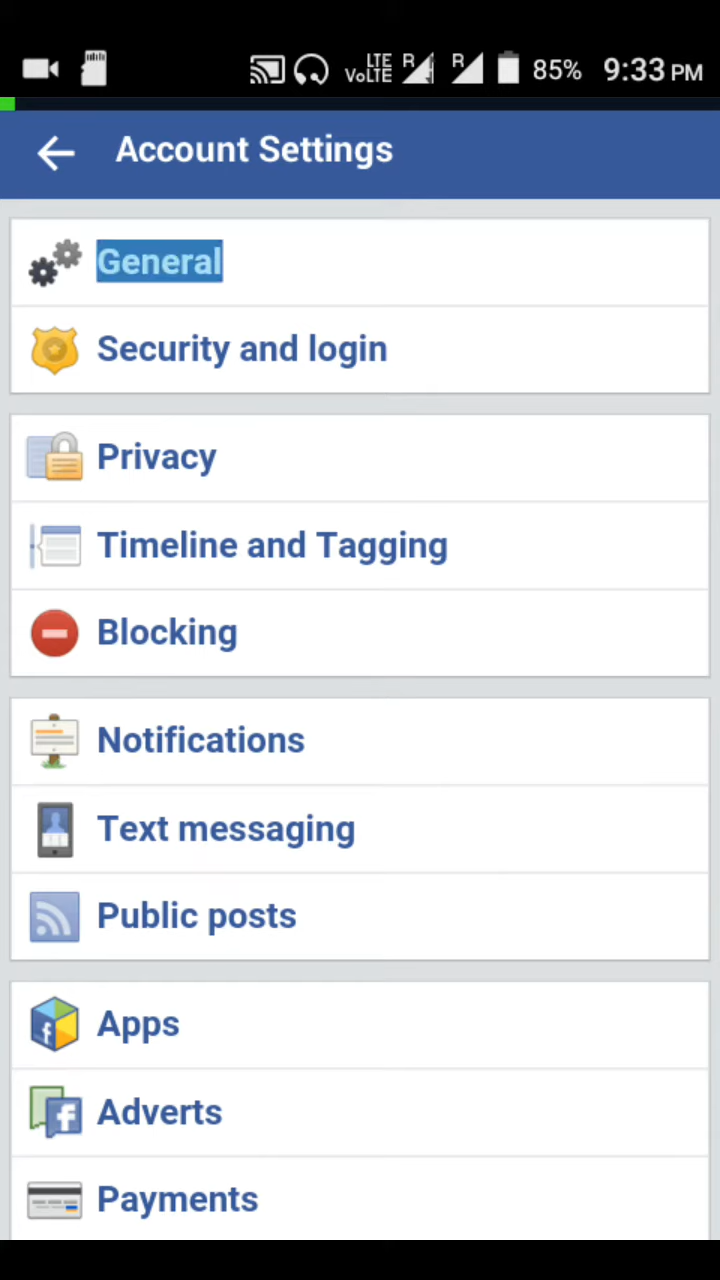 VoLTE LTE R R 85% 9:33 PM
Account Settings
General
Security and login
Privacy
Timeline and Tagging
Blocking
Notifications
Text messaging
Public posts
Apps
Adverts
Payments